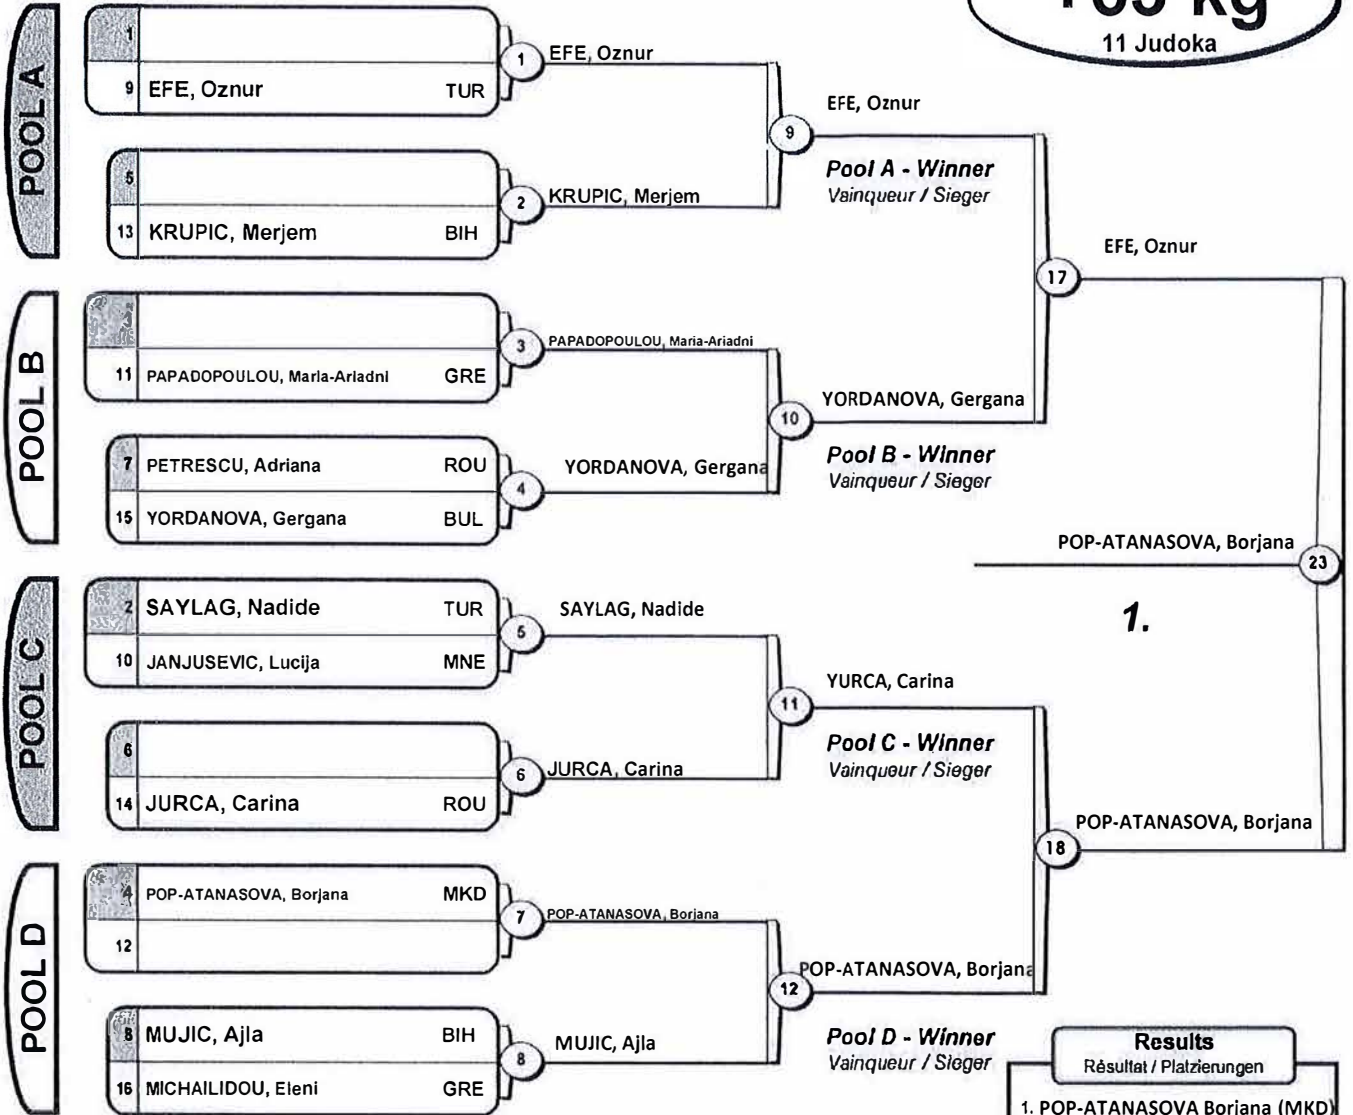 +63 kg
11 Judoka
POOL A
1
9 EFE, Oznur TUR
1
EFE, Oznur
5
13 KRUPIC, Merjem BIH
2
KRUPIC, Merjem
9
EFE, Oznur
Pool A - Winner
Vainqueur / Sieger
POOL B
3
11 PAPADOPOULOU, Maria-Ariadni GRE
3
PAPADOPOULOU, Maria-Ariadni
7 PETRESCU, Adriana ROU
15 YORDANOVA, Gergana BUL
4
YORDANOVA, Gergana
10
YORDANOVA, Gergana
Pool B - Winner
Vainqueur / Sieger
17
EFE, Oznur
POOL C
2 SAYLAG, Nadide TUR
10 JANJUSEVIC, Lucija MNE
5
SAYLAG, Nadide
6
14 JURCA, Carina ROU
6
JURCA, Carina
11
YURCA, Carina
Pool C - Winner
Vainqueur / Sieger
POOL D
4 POP-ATANASOVA, Borjana MKD
12
7
POP-ATANASOVA, Borjana
8 MUJIC, Ajla BIH
16 MICHAILIDOU, Eleni GRE
8
MUJIC, Ajla
12
POP-ATANASOVA, Borjana
Pool D - Winner
Vainqueur / Sieger
18
POP-ATANASOVA, Borjana
POP-ATANASOVA, Borjana
23
1.
Results
Résultat / Platzierungen
1. POP-ATANASOVA Borjana (MKD)